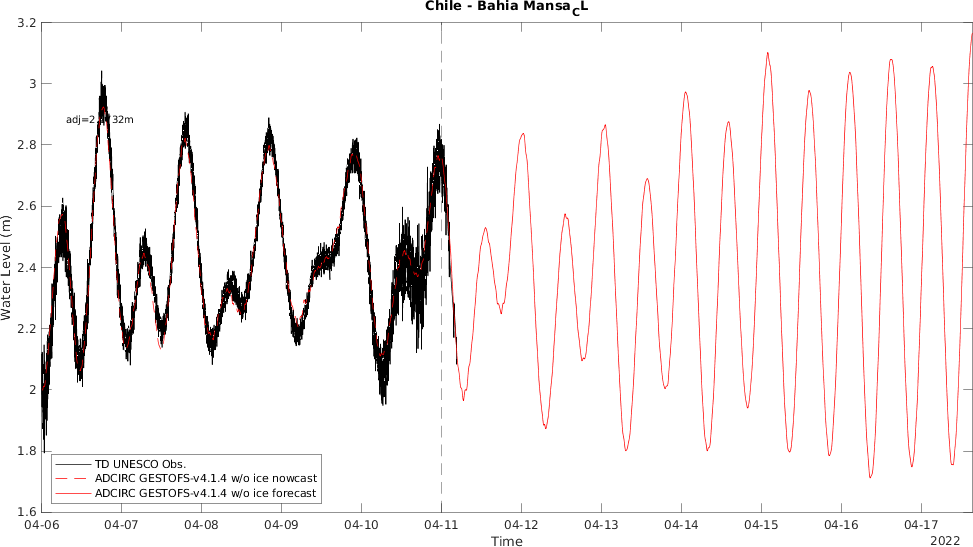 Chile - Bahia MansaCL
3.2
3
2.8
2.6
2.4
2.2
2
1.8
1.6
Water Level (m)
TD UNESCO Obs.
ADCIRC GESTOFS-v4.1.4 w/o ice nowcast
ADCIRC GESTOFS-v4.1.4 w/o ice forecast
04-06 04-07 04-08 04-09 04-10 04-11 04-12 04-13 04-14 04-15 04-16 04-17
Time
2022